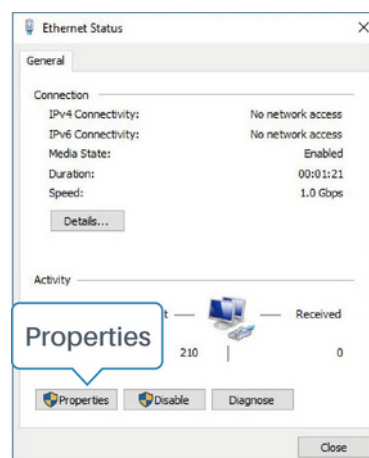 Ethernet Status
General
Connection
IPv4 Connectivity: No network access
IPv6 Connectivity: No network access
Media State: Enabled
Duration: 00:01:21
Speed: 1.0 Gbps
Details...
Activity
Received
Properties
210 0
Properties Disable Diagnose
Close